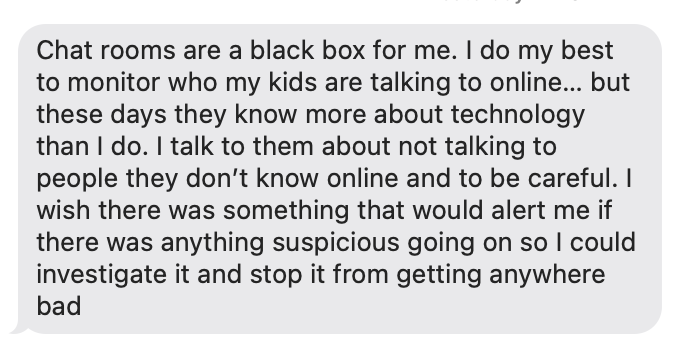 Chat rooms are a black box for me. I do my best
to monitor who my kids are talking to online... but
these days they know more about technology
than I do. I talk to them about not talking to
people they don’t know online and to be careful. I
wish there was something that would alert me if
there was anything suspicious going on so I could
investigate it and stop it from getting anywhere
bad